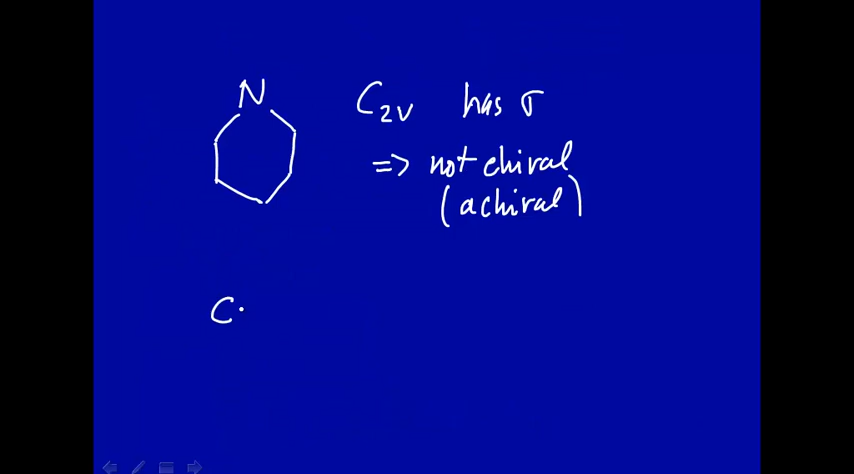 N
C₂ᵥ has σ
=> not chiral
(achiral)
C.